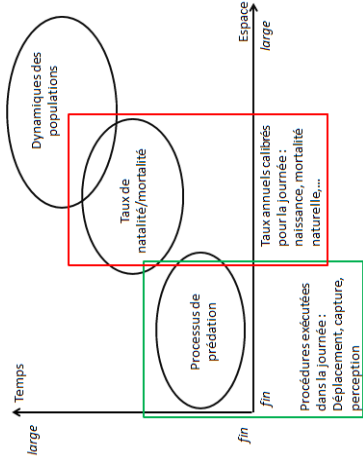 Temps
large
Dynamiques des
populations
Taux de
natalité/mortalité
Processus de
prédation
fin
fin
Espace
large
Procédures exécutées
dans la journée :
Déplacement, capture,
perception
Taux annuels calibrés
pour la journée :
naissance, mortalité
naturelle,...